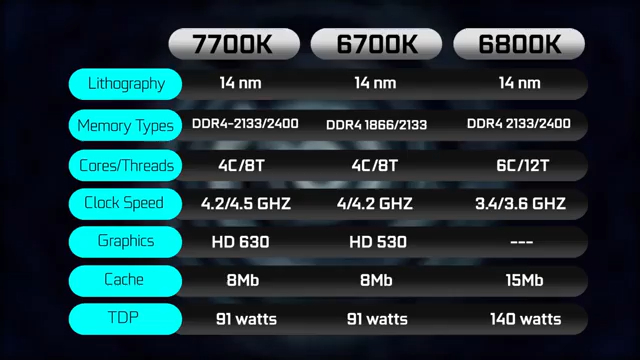 7700K 6700K 6800K
Lithography 14 nm 14 nm 14 nm
Memory Types DDR4-2133/2400 DDR4 1866/2133 DDR4 2133/2400
Cores/Threads 4C/8T 4C/8T 6C/12T
Clock Speed 4.2/4.5 GHZ 4/4.2 GHZ 3.4/3.6 GHZ
Graphics HD 630 HD 530 ---
Cache 8Mb 8Mb 15Mb
TDP 91 watts 91 watts 140 watts